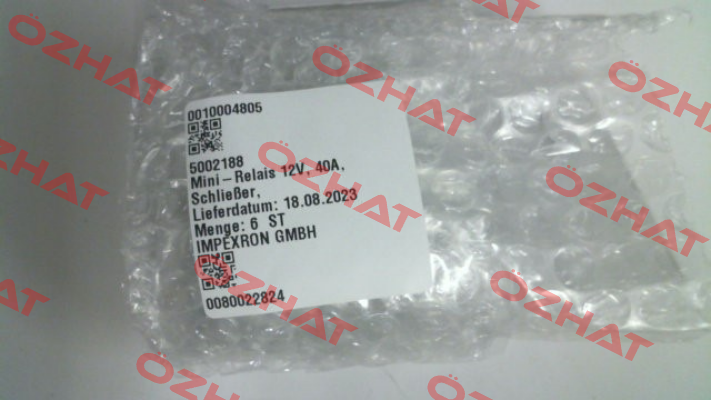 0010004805
5002188
Mini-Relais 12V, 40A,
Schließer,
Lieferdatum: 18.08.2023
Menge: 6 ST
IMPEXRON GMBH
0080022824
ÖZHAT
ÖZHAT
ÖZHAT
ÖZHAT
ÖZHAT
ÖZHAT
ÖZHAT
ÖZHAT
ÖZHAT
ÖZHAT